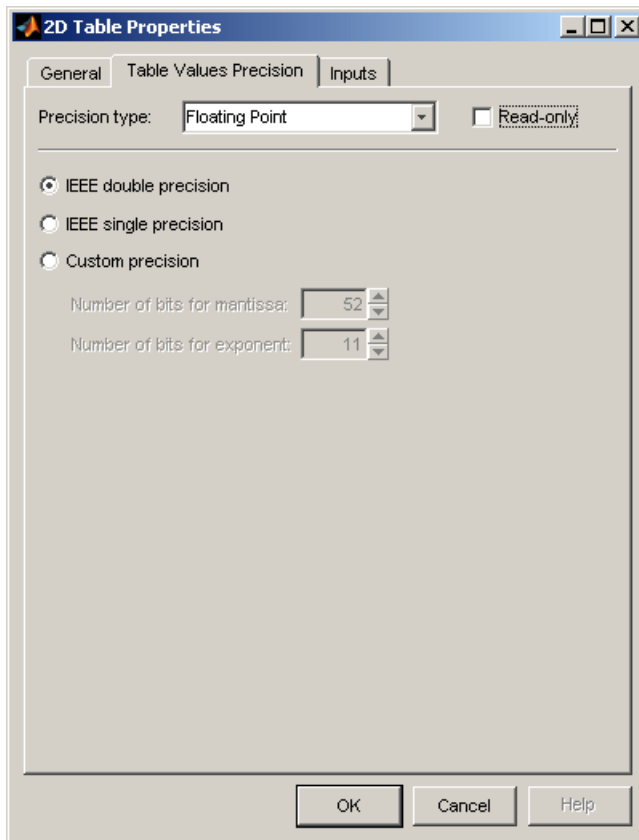 2D Table Properties
General Table Values Precision Inputs
Precision type: Floating Point Read-only
IEEE double precision
IEEE single precision
Custom precision
Number of bits for mantissa: 52
Number of bits for exponent: 11
OK Cancel Help